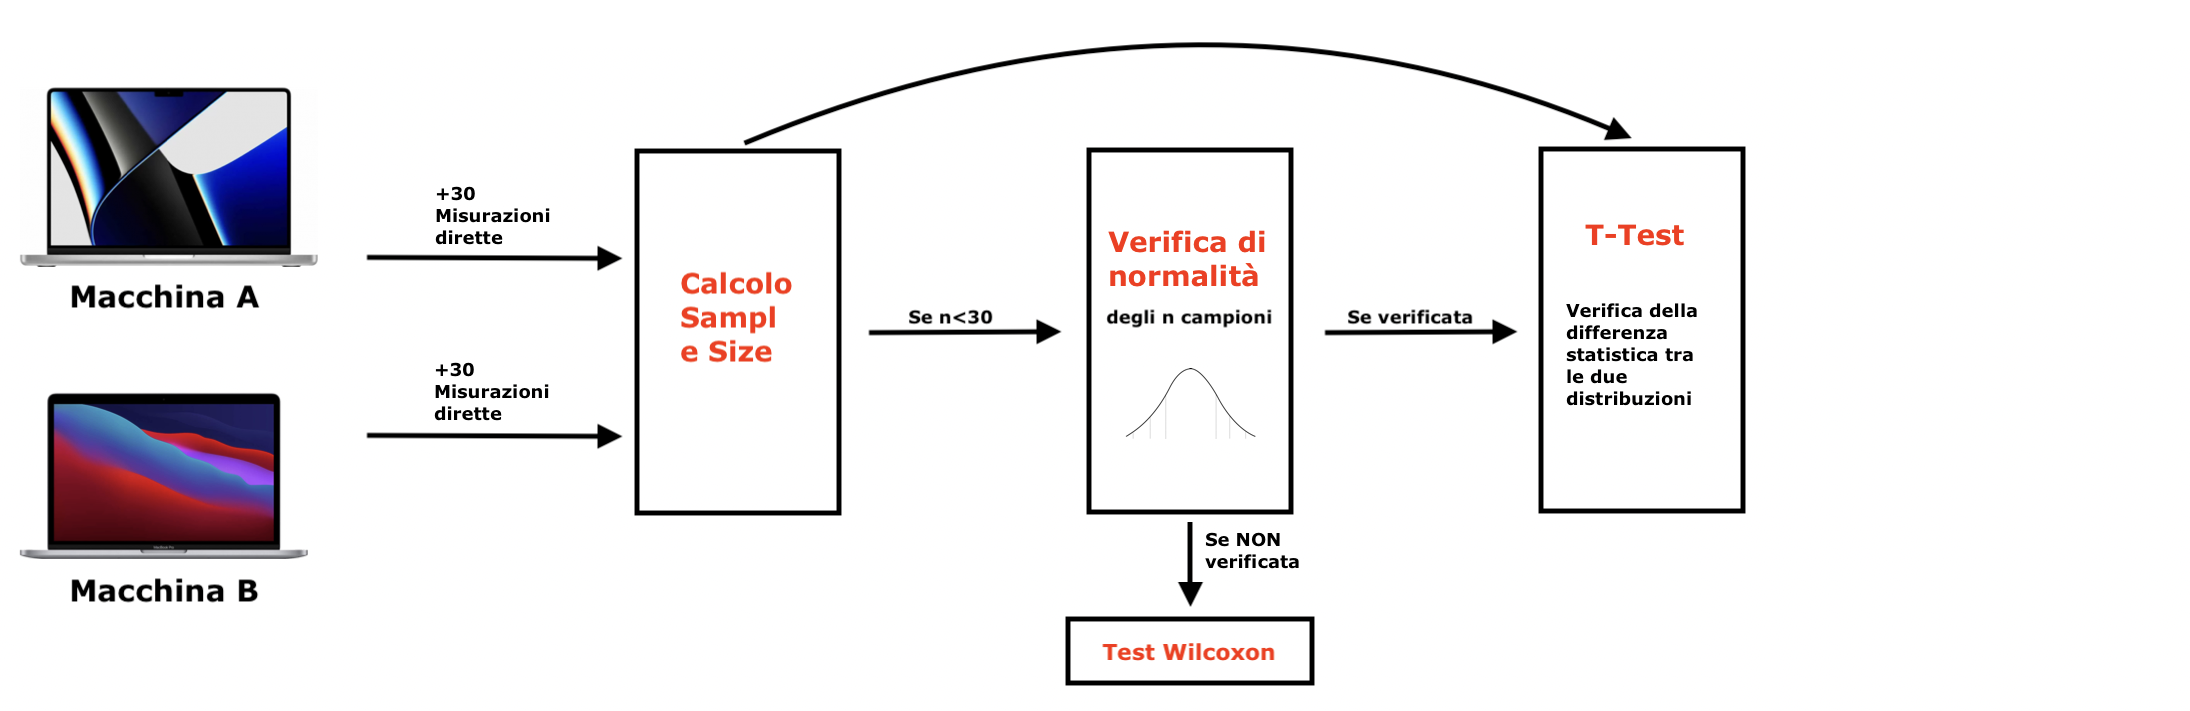 +30
Misurazioni
dirette
Macchina A
+30
Misurazioni
dirette
Macchina B
Calcolo
Sampl
e Size
Se n<30
Verifica di
normalità
degli n campioni
Se verificata
T-Test
Verifica della
differenza
statistica tra
le due
distribuzioni
Se NON
verificata
Test Wilcoxon